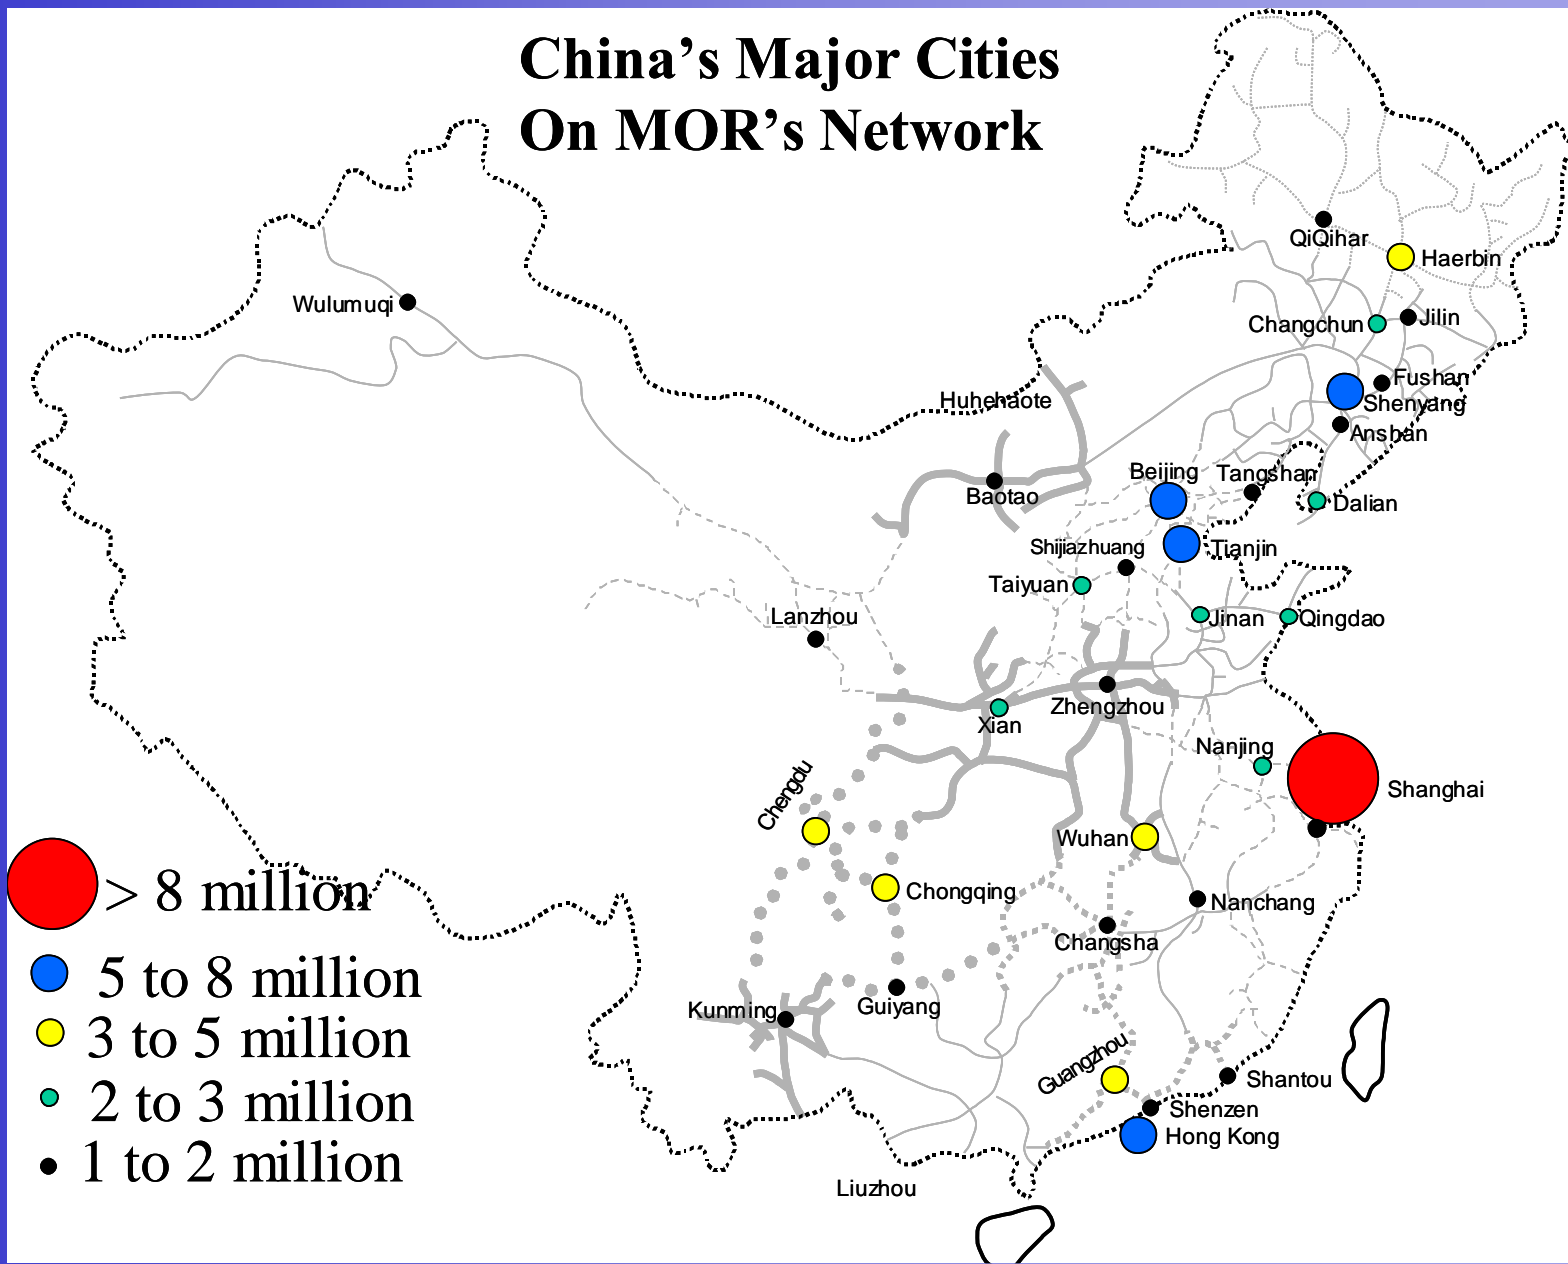 China's Major Cities
On MOR's Network
QiQihar
Haerbin
Wulumuqi
Changchun
Jilin
Fushan
Huhehaote
Shenyang
Anshan
Beijing
Tangshan
Baotao
Dalian
Shijiazhuang
Tianjin
Taiyuan
Lanzhou
Jinan
Qingdao
Zhengzhou
Xian
Nanjing
Chengdu
Shanghai
Wuhan
> 8 million
Chongqing
Nanchang
Changsha
5 to 8 million
Kunming
Guiyang
3 to 5 million
Guangzhou
Shantou
2 to 3 million
Shenzen
Hong Kong
1 to 2 million
Liuzhou